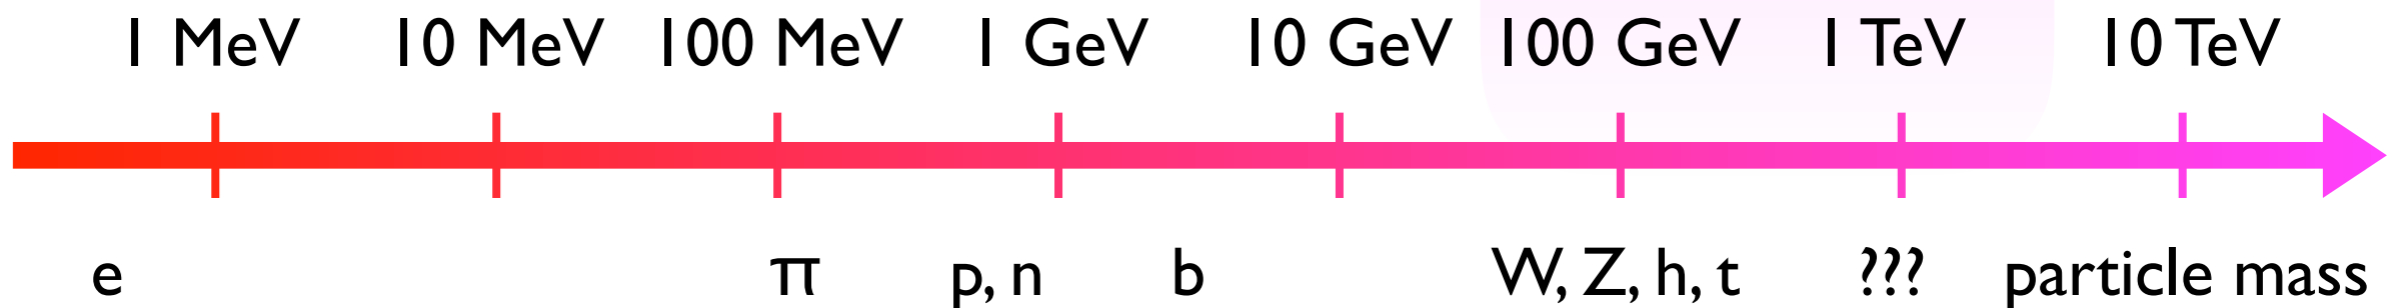 1 MeV 10 MeV 100 MeV 1 GeV 10 GeV 100 GeV 1 TeV 10 TeV
e π p, n b W, Z, h, t ??? particle mass